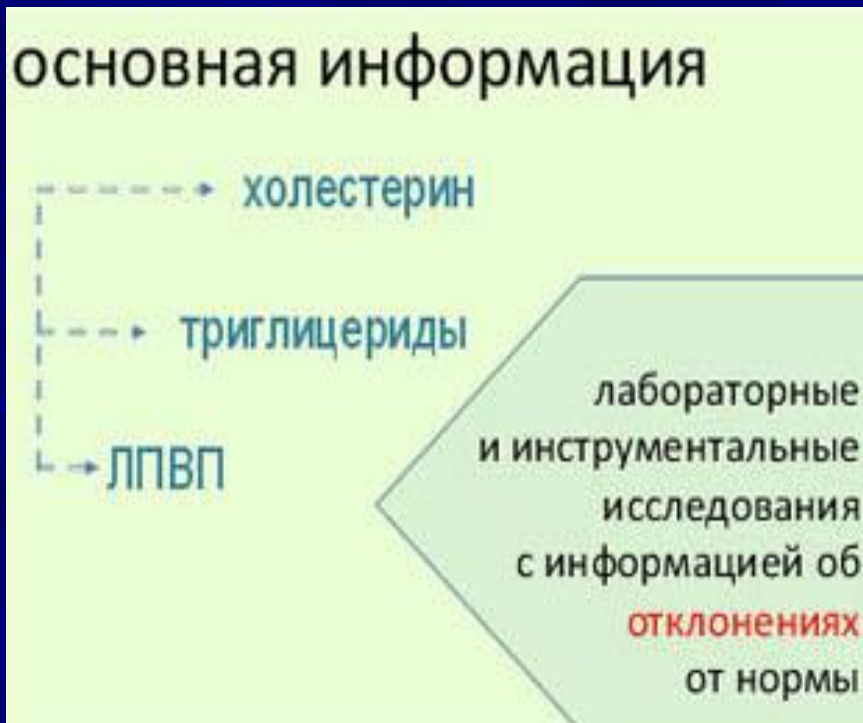 основная информация
холестерин
триглицериды
ЛПВП
лабораторные
и инструментальные
исследования
с информацией об
отклонениях
от нормы